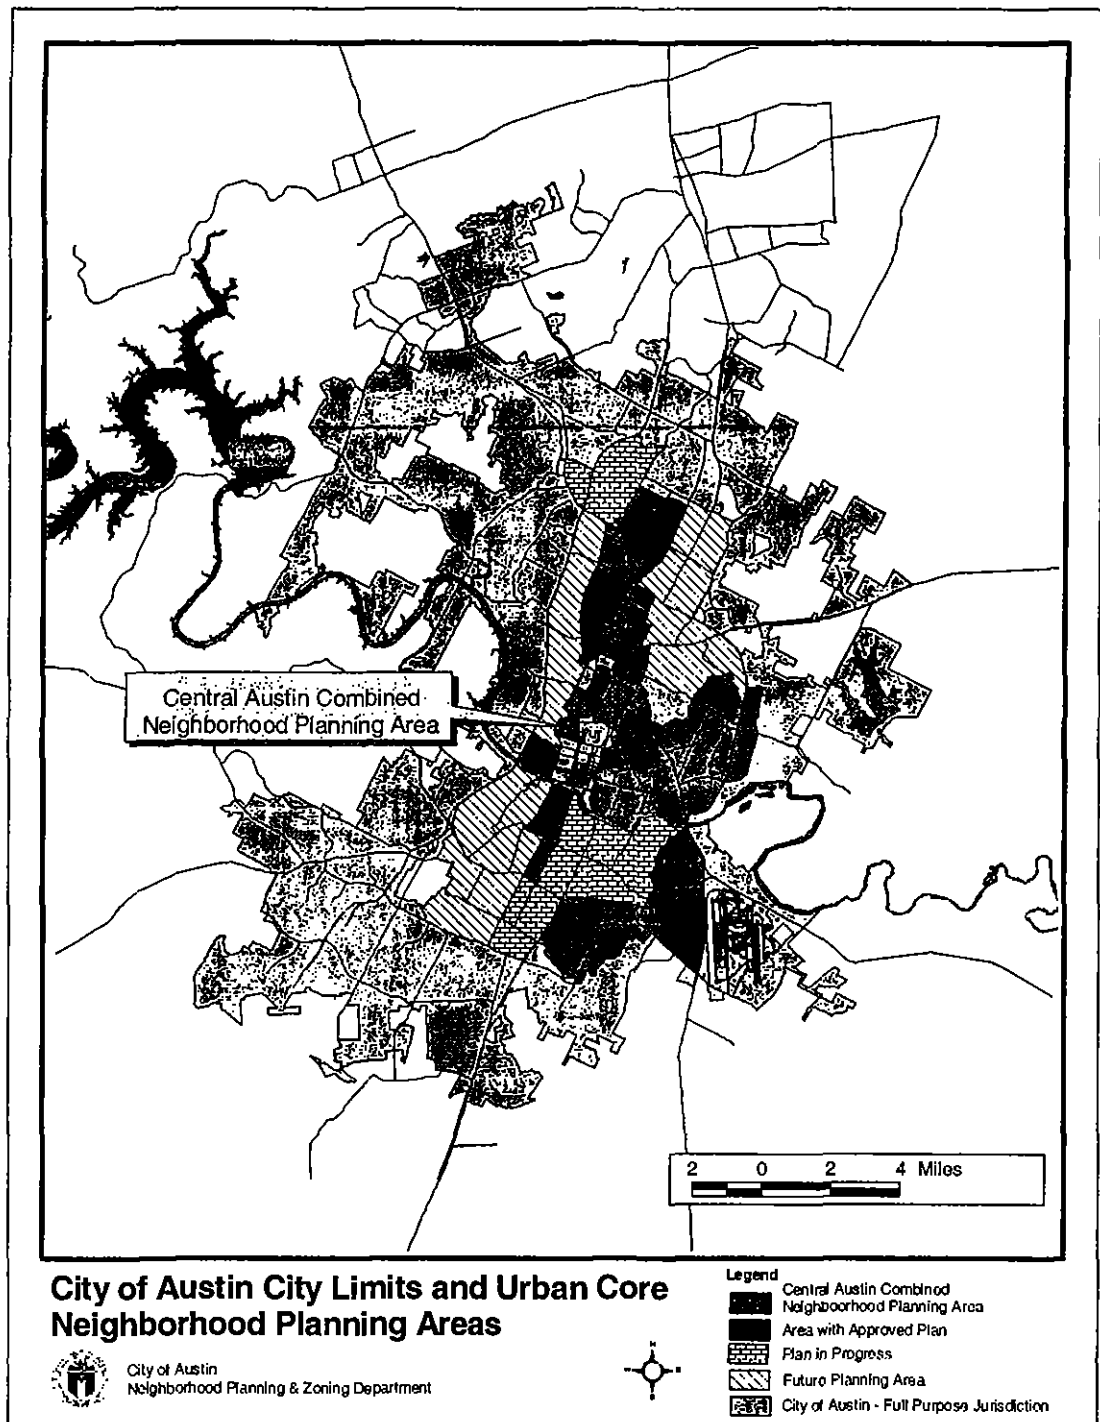 Central Austin Combined
Neighborhood Planning Area
2 0 2 4 Miles
City of Austin City Limits and Urban Core
Neighborhood Planning Areas
City of Austin
Neighborhood Planning & Zoning Department
Legend
Central Austin Combined
Neighboorhood Planning Area
Area with Approved Plan
Plan in Progress
Future Planning Area
City of Austin - Full Purpose Jurisdiction